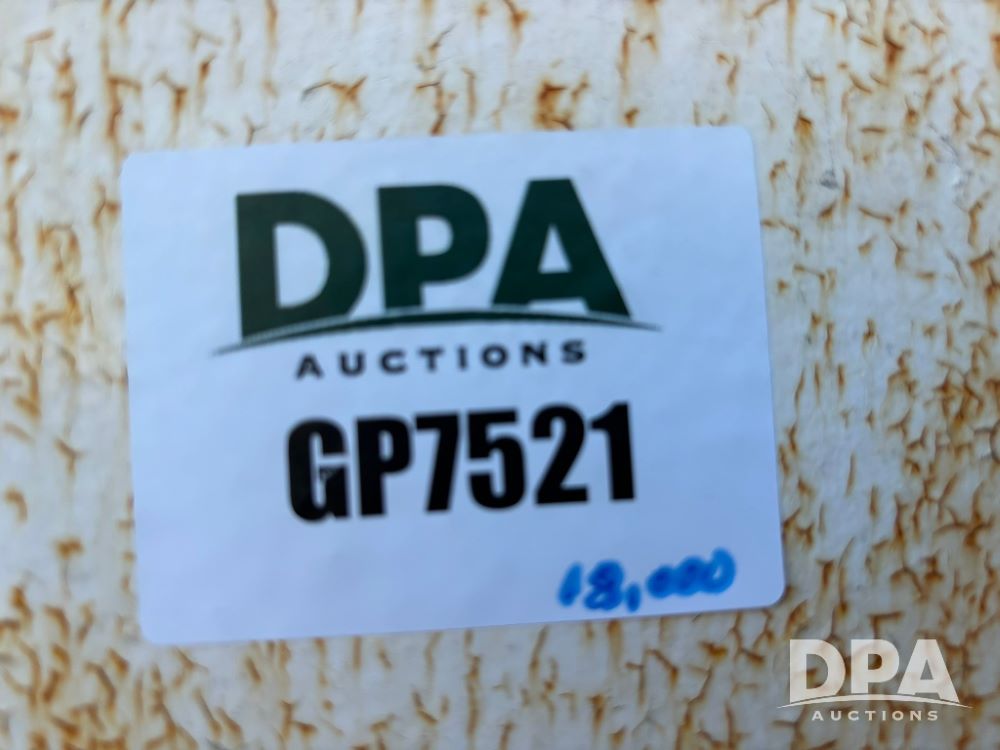 DPA
AUCTIONS
GP7521
18,000
DPA
AUCTIONS